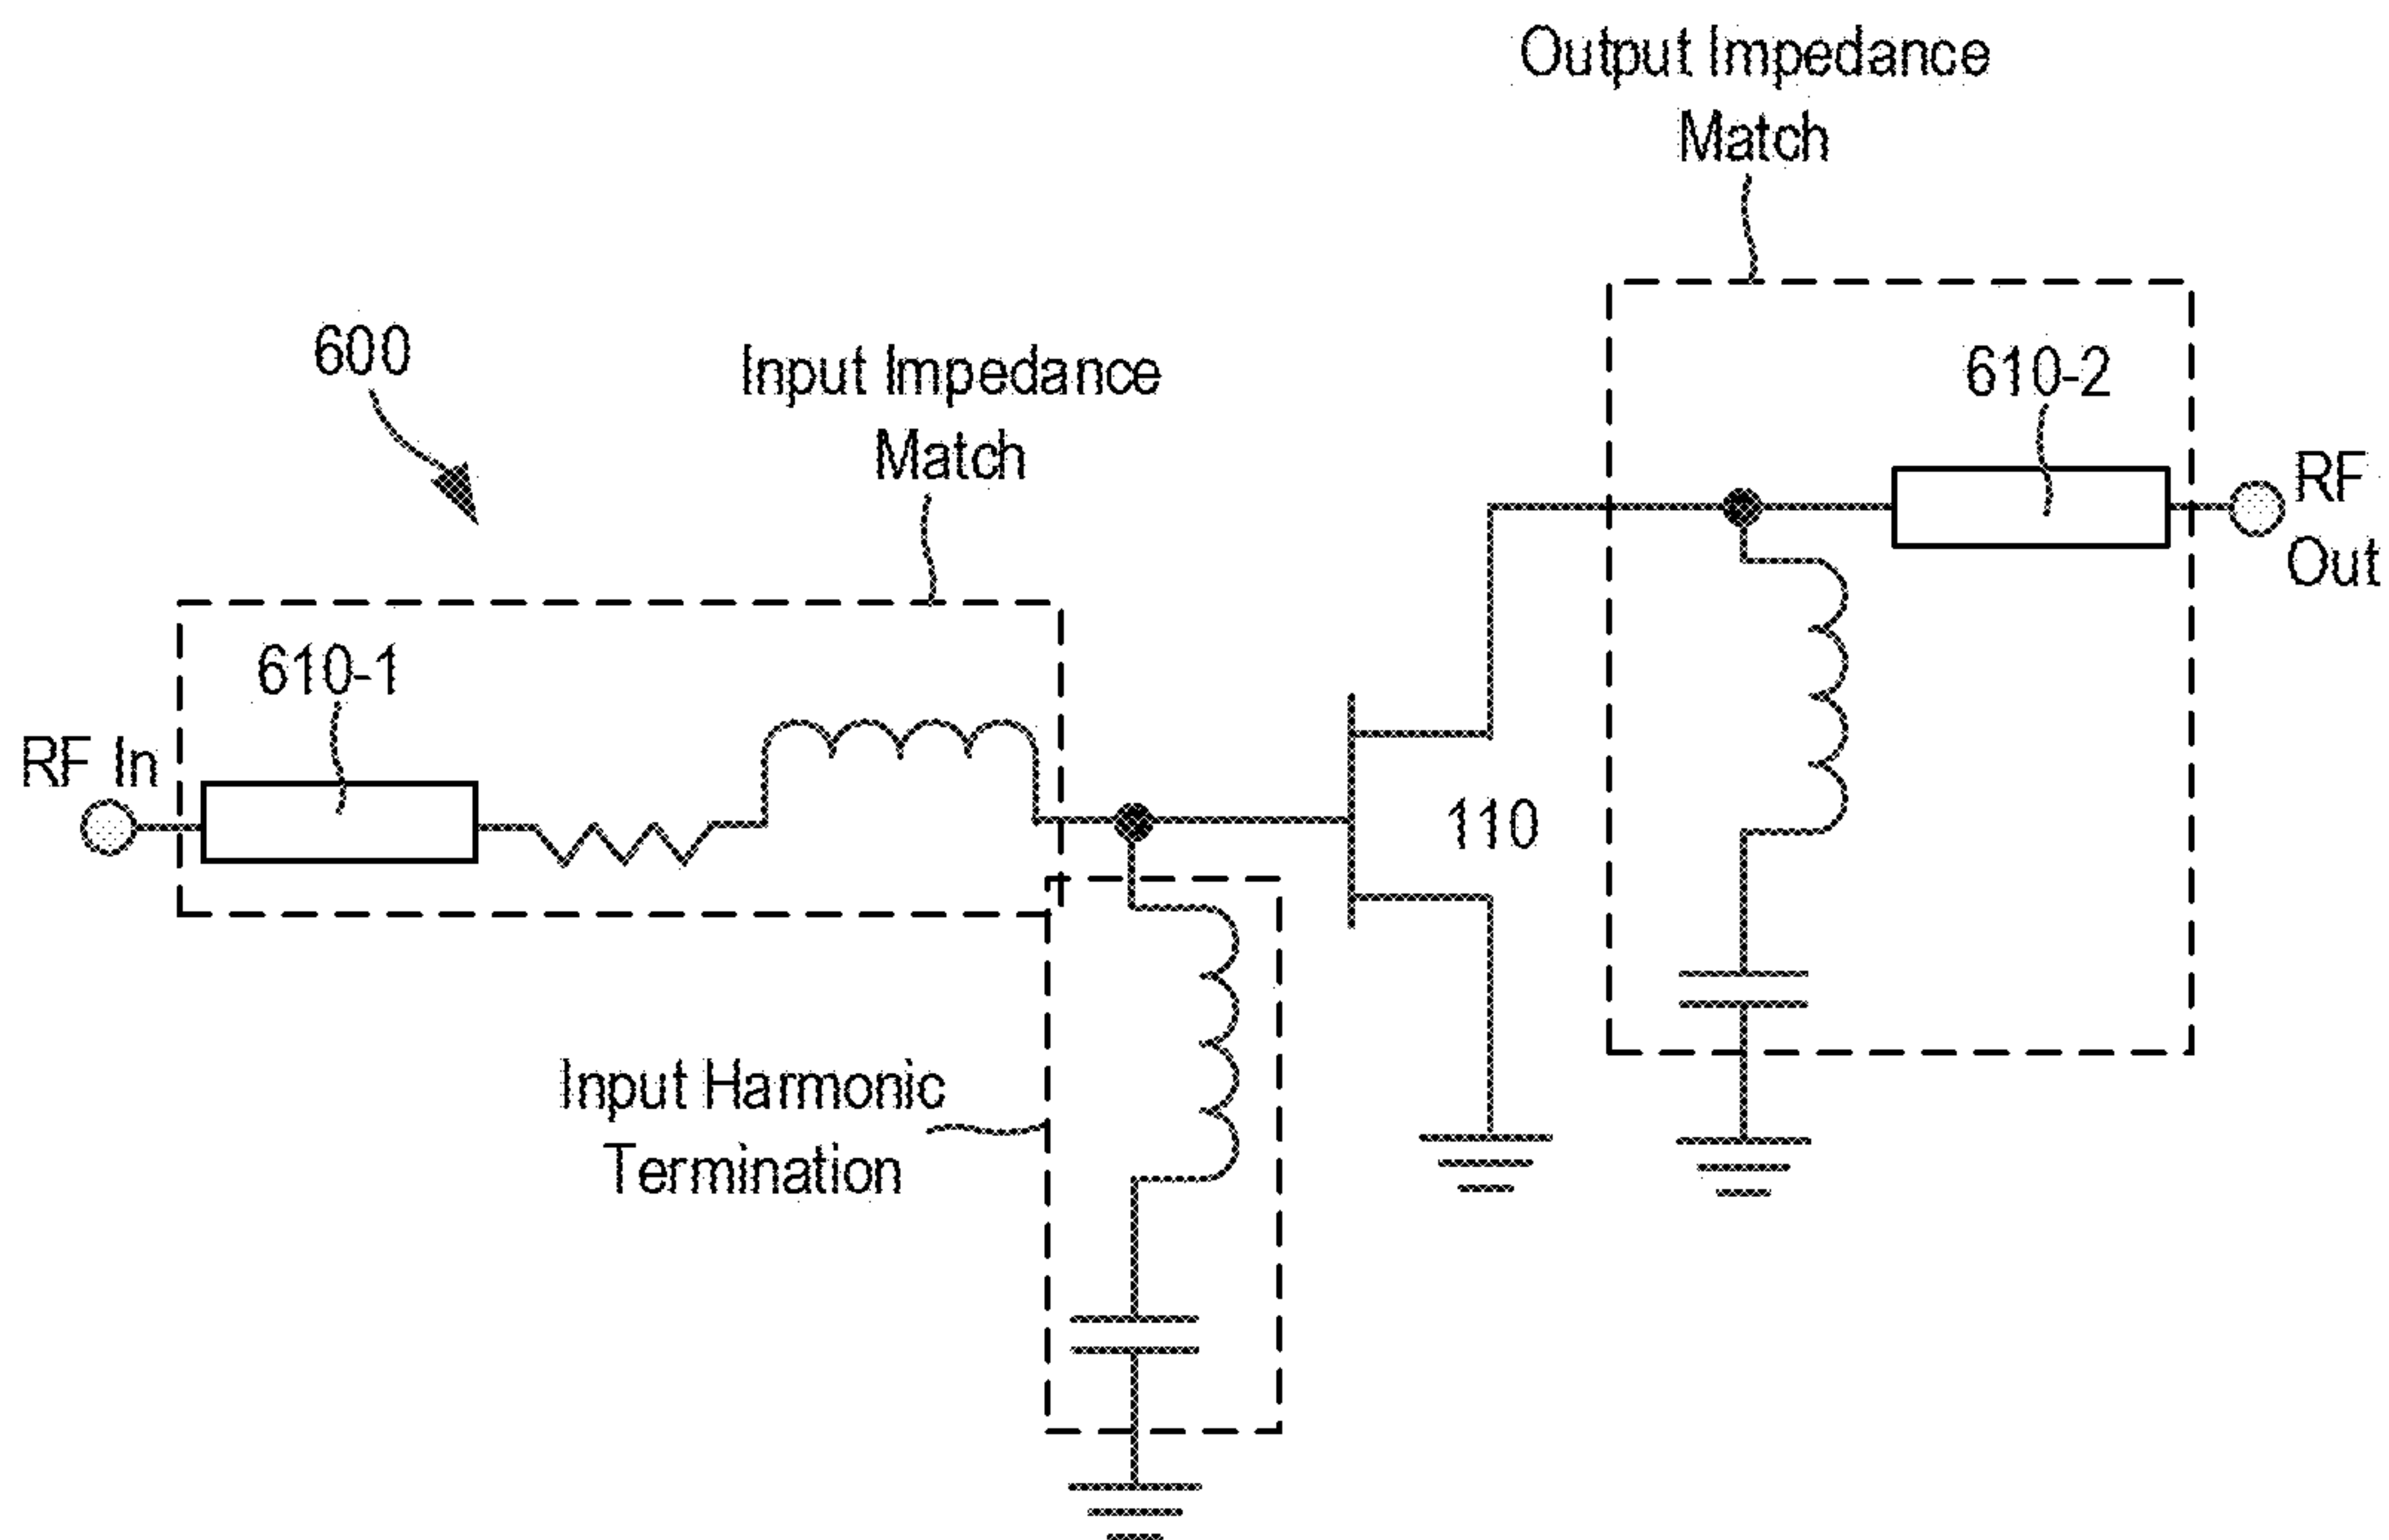 Output Impedance
Match
600
Input Impedance
Match
610-2
RF
Out
610-1
RF In
110
Input Harmonic
Termination